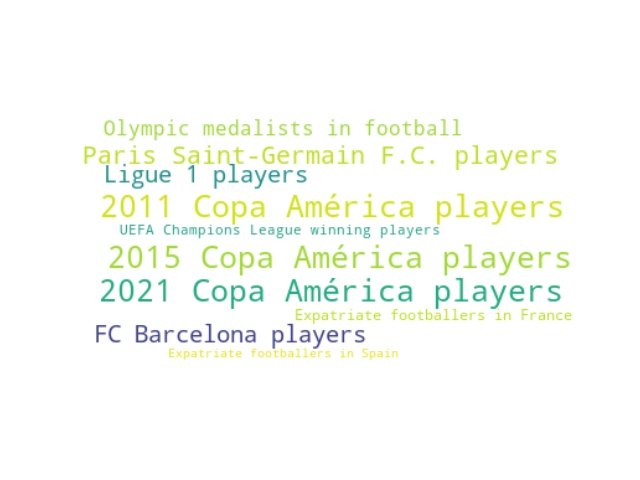 Olympic medalists in football
Paris Saint-Germain F.C. players
Ligue 1 players
2011 Copa América players
UEFA Champions League winning players
2015 Copa América players
2021 Copa América players
Expatriate footballers in France
FC Barcelona players
Expatriate footballers in Spain